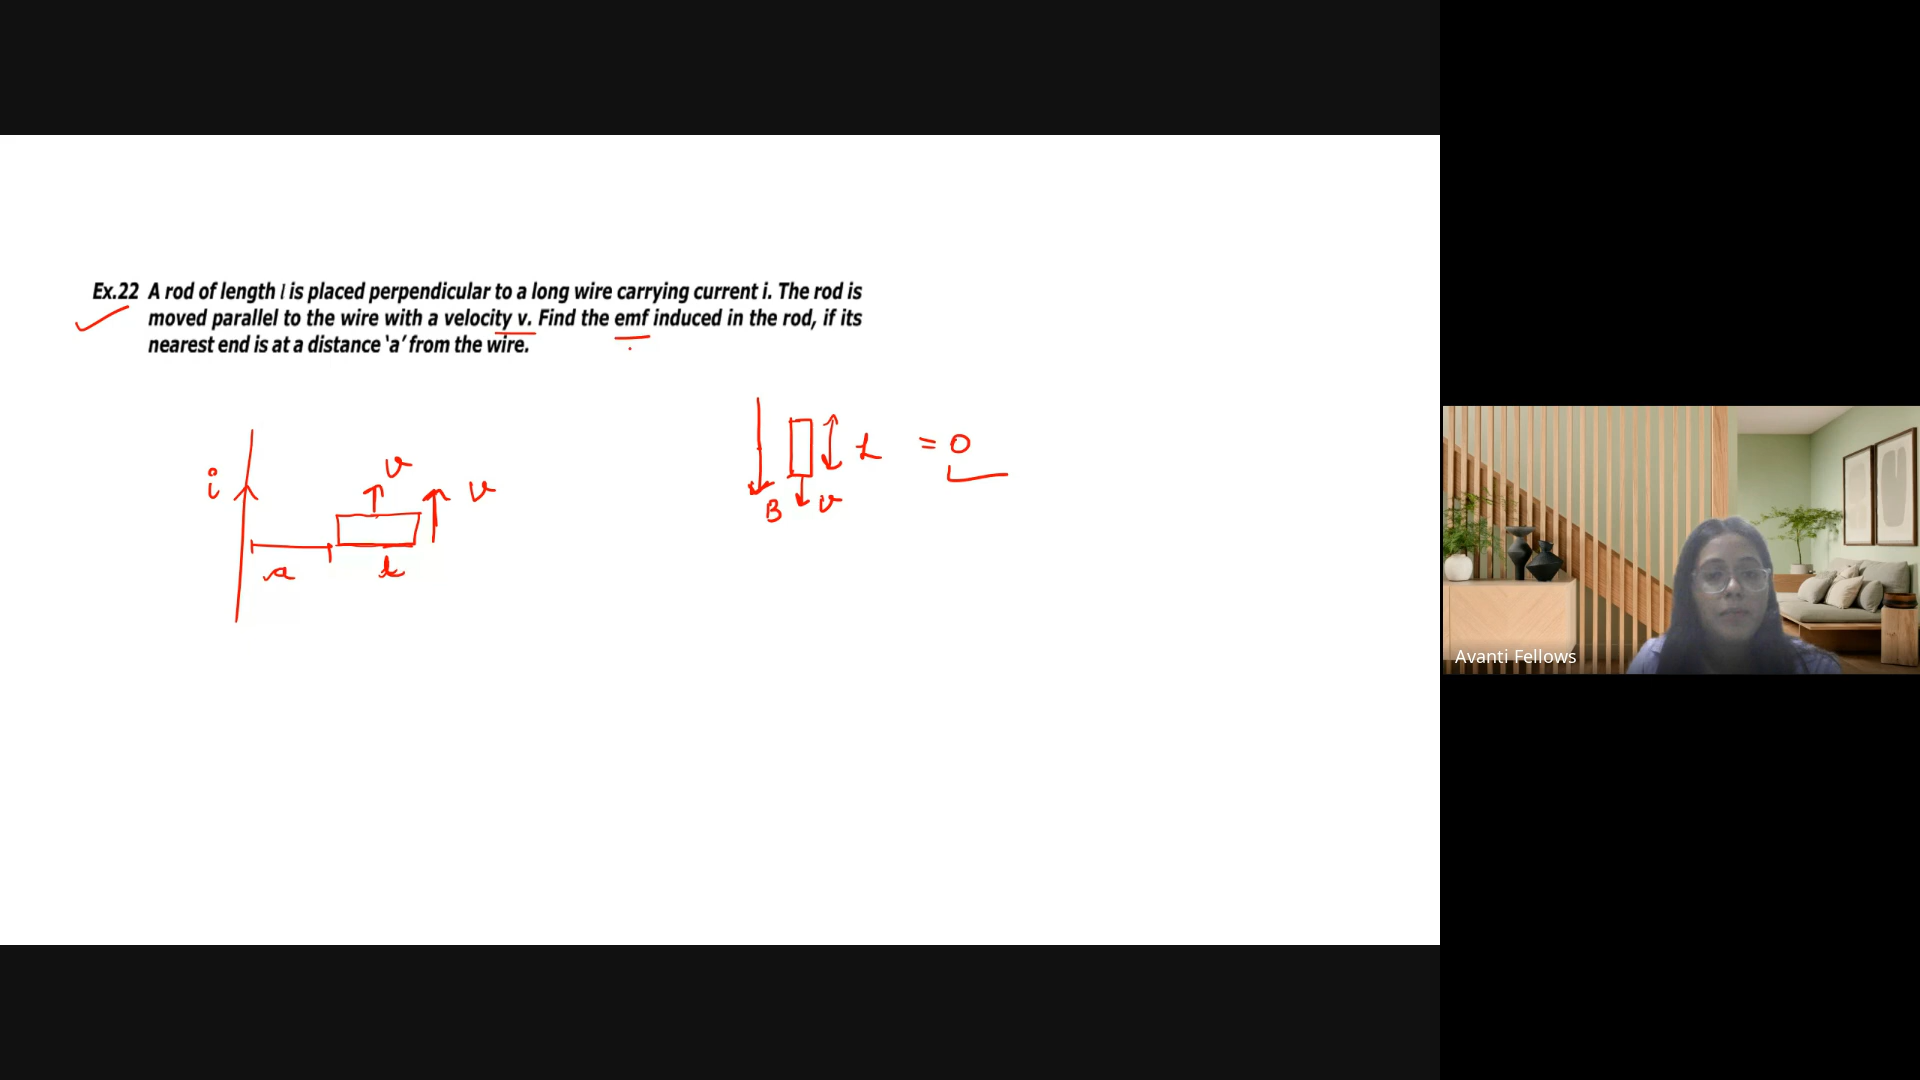 Ex.22 A rod of length l is placed perpendicular to a long wire carrying current i. The rod is
moved parallel to the wire with a velocity v. Find the emf induced in the rod, if its
nearest end is at a distance 'a' from the wire.
i
v
v
a
l
L = 0
B
v
Avanti Fellows